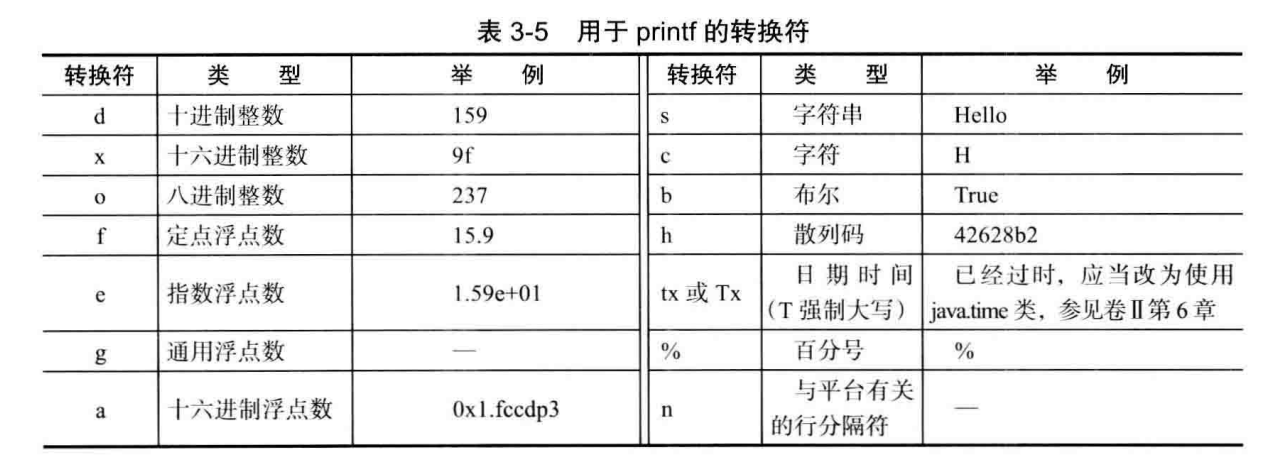 表 3-5 用于 printf 的转换符
转换符 类 型 举 例 转换符 类 型 举 例
d 十进制整数 159 s 字符串 Hello
x 十六进制整数 9f c 字符 H
o 八进制整数 237 b 布尔 True
f 定点浮点数 15.9 h 散列码 42628b2
e 指数浮点数 1.59e+01 tx 或 Tx 日期时间 已经过时，应当改为使用
(T 强制大写) java.time 类，参见卷Ⅱ第 6 章
g 通用浮点数 — % 百分号 %
a 十六进制浮点数 0x1.fccdp3 n 与平台有关 —
的行分隔符